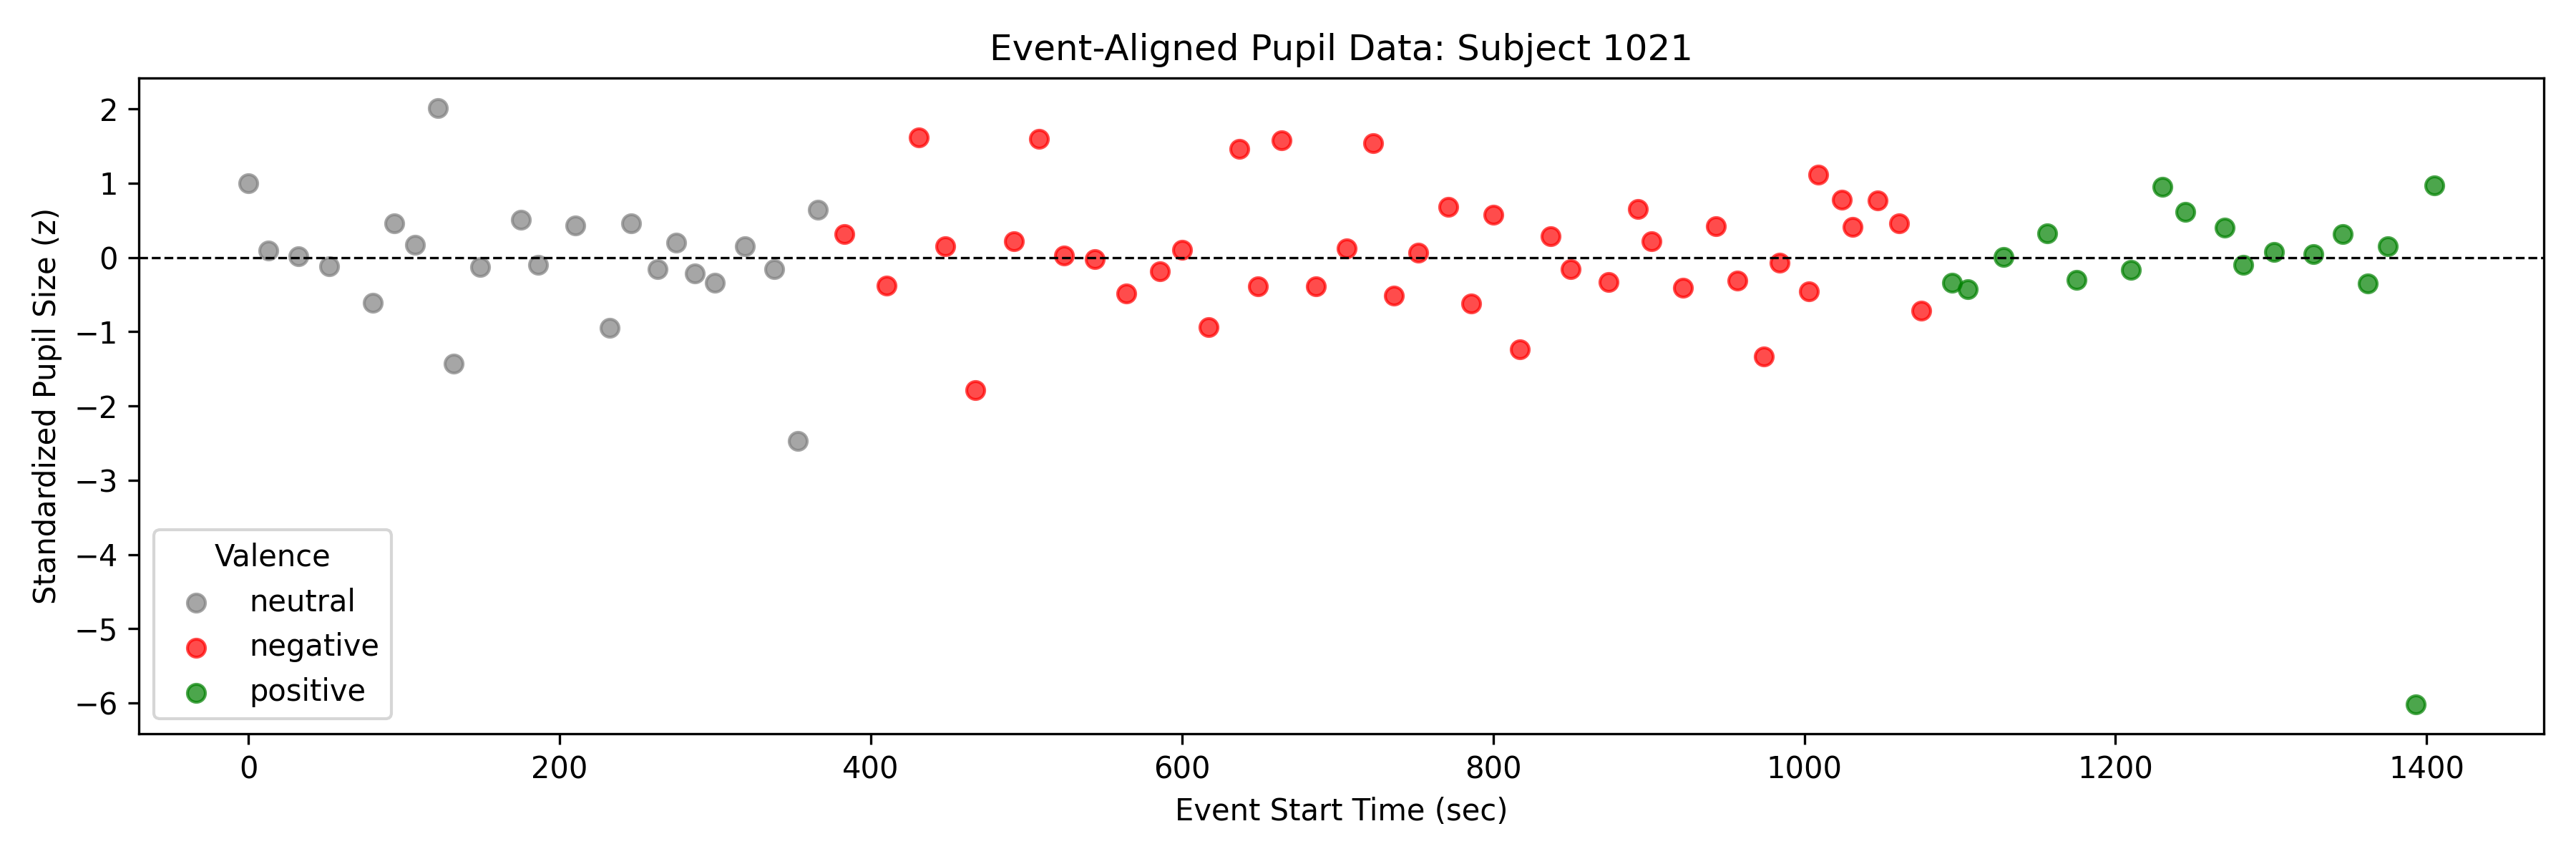 Event-Aligned Pupil Data: Subject 1021
Standardized Pupil Size (z)
2
1
0
−1
−2
−3
−4
−5
−6
Valence
neutral
negative
positive
0 200 400 600 800 1000 1200 1400
Event Start Time (sec)